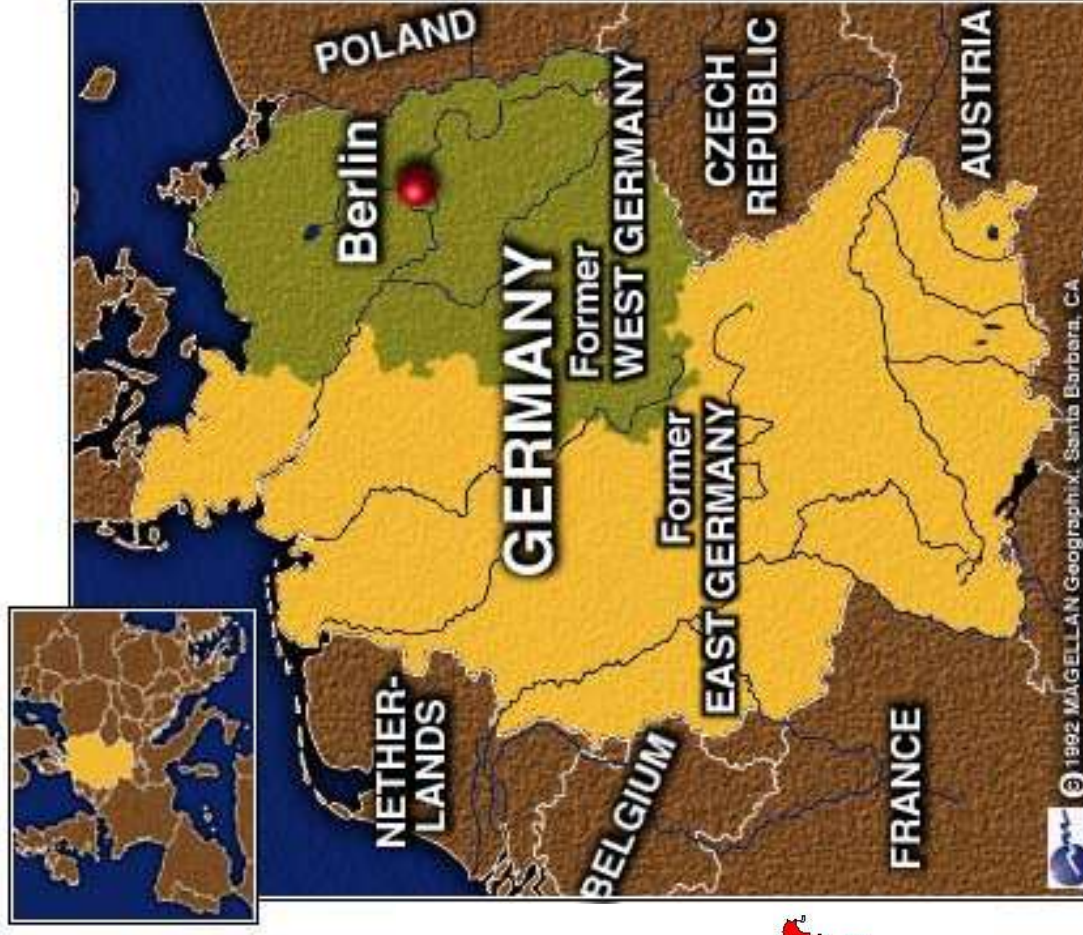 POLAND
Berlin
GERMANY
Former
WEST GERMANY
Former
EAST GERMANY
CZECH
REPUBLIC
AUSTRIA
NETHER-
LANDS
BELGIUM
FRANCE
© 1992 MAGELLAN Geographix Santa Barbara, CA